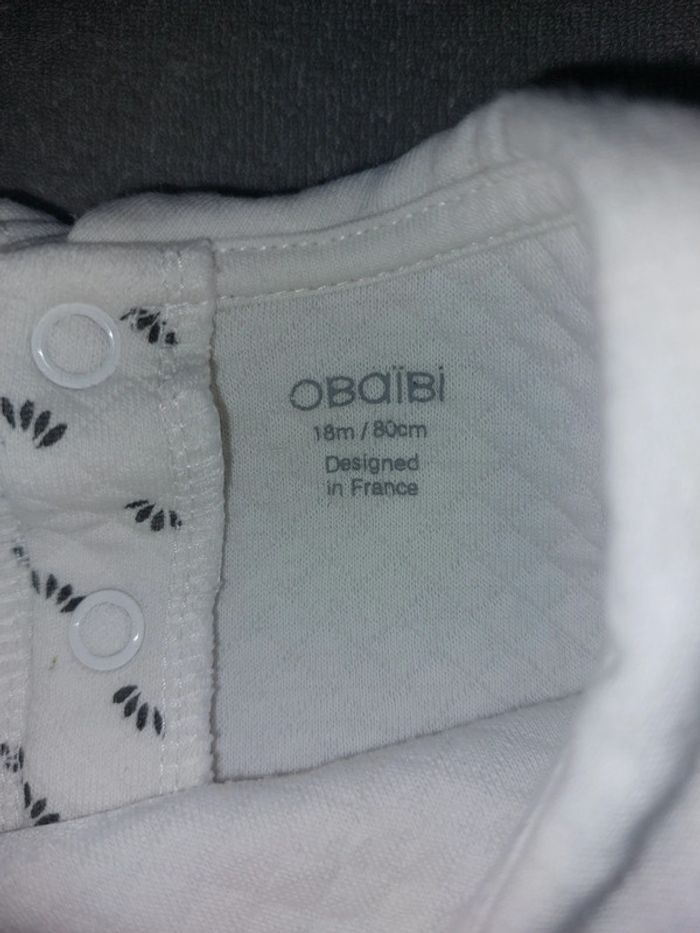 OBaïBi
18m / 80cm
Designed
in France